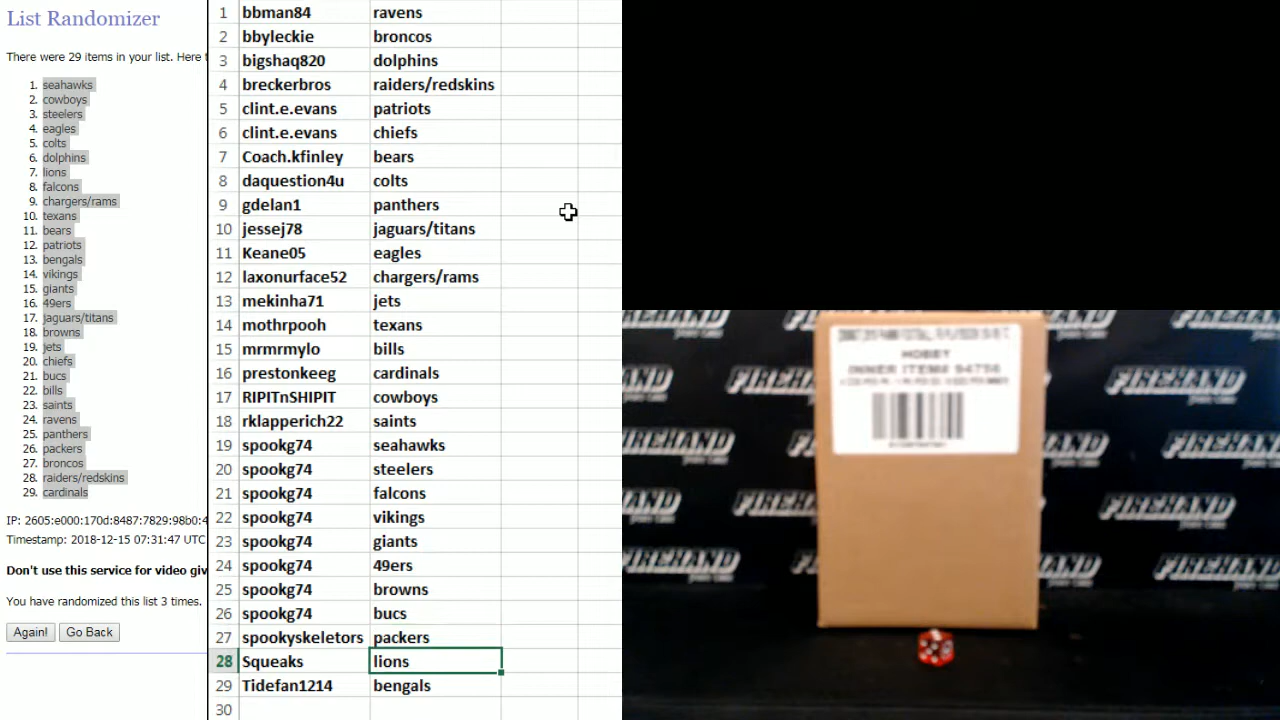 List Randomizer
There were 29 items in your list. Here
1. seahawks
2. cowboys
3. steelers
4. eagles
5. colts
6. dolphins
7. lions
8. falcons
9. chargers/rams
10. texans
11. bears
12. patriots
13. bengals
14. vikings
15. giants
16. 49ers
17. jaguars/titans
18. browns
19. jets
20. chiefs
21. bucs
22. bills
23. saints
24. ravens
25. panthers
26. packers
27. broncos
28. raiders/redskins
29. cardinals
IP: 2605:e000:170d:8487:7829:98b0:4
Timestamp: 2018-12-15 07:31:47 UTC
Don't use this service for video giv
You have randomized this list 3 times.
Again! Go Back
1 bbman84 ravens
2 bbyleckie broncos
3 bigshaq820 dolphins
4 breckerbros raiders/redskins
5 clint.e.evans patriots
6 clint.e.evans chiefs
7 Coach.kfinley bears
8 daquestion4u colts
9 gdelan1 panthers
10 jessej78 jaguars/titans
11 Keane05 eagles
12 laxonurface52 chargers/rams
13 mekinha71 jets
14 mothrpooh texans
15 mrmrmylo bills
16 prestonkeeg cardinals
17 RIPITnSHIPIT cowboys
18 rklapperich22 saints
19 spookg74 seahawks
20 spookg74 steelers
21 spookg74 falcons
22 spookg74 vikings
23 spookg74 giants
24 spookg74 49ers
25 spookg74 browns
26 spookg74 bucs
27 spookyskeletors packers
28 Squeaks lions
29 Tidefan1214 bengals
30
HOBBY
INNER ITEM# 94756
FIREHAND
FIREHAND
FIREHAND
FIREHAND
FIREHAND
FIREHAND
FIREHAND
FIREHAND